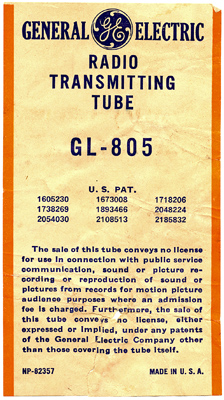 GENERAL GE ELECTRIC
RADIO
TRANSMITTING
TUBE
GL-805
U. S. PAT.
1605230 1673008 1718206
1738269 1893466 2048224
2054030 2108513 2185832
The sale of this tube conveys no license
for use in connection with public service
communication, sound or picture re-
cording or reproduction of sound or
pictures from records for motion picture
audience purposes where an admission
fee is charged. Furthermore, the sale of
this tube conveys no license, either
expressed or implied, under any patents
of the General Electric Company other
than those covering the tube itself.
NP-82357 MADE IN U. S. A.